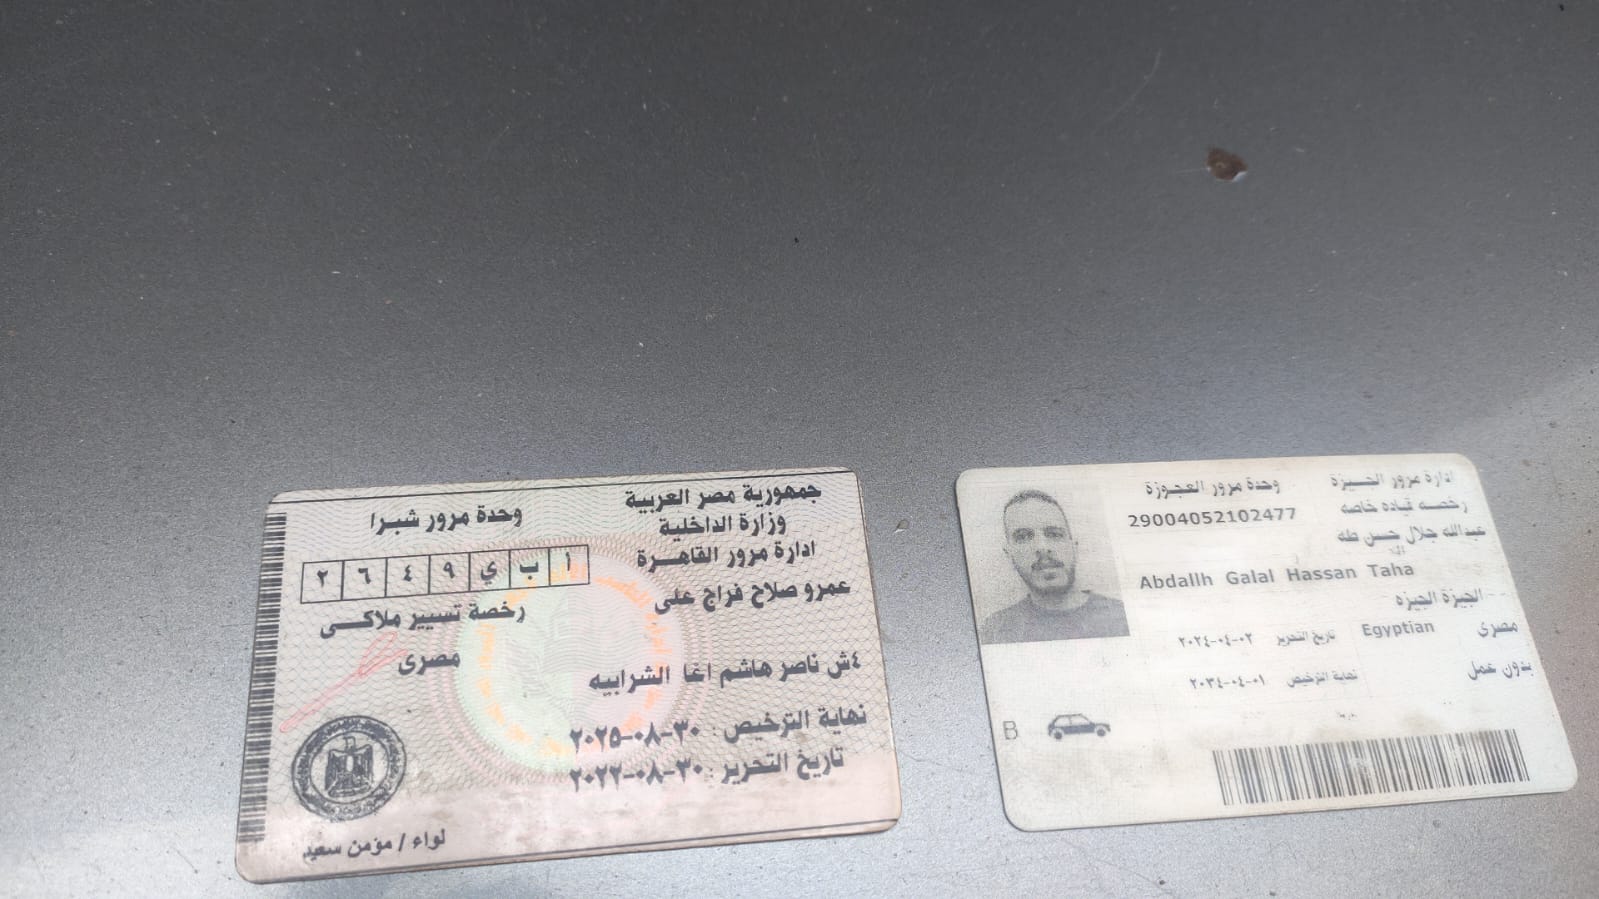 جمهورية مصر العربية
وزارة الداخلية
ادارة مرور القاهرة
وحدة مرور شبرا
أ ب ي ٩ ٤ ٦ ٢
عمرو صلاح فراج على
رخصة تسيير ملاكى
مصرى
٤ش ناصر هاشم اغا الشرابيه
نهاية الترخيص : ٣٠-٠٨-٢٠٢٥
تاريخ التحرير : ٣٠-٠٨-٢٠٢٢
لواء / مؤمن سعيد
ادارة مرور الجيزة
وحدة مرور العجوزة
رخصه قياده خاصه
29004052102477
عبدالله جلال حسن طه
Abdallh Galal Hassan Taha
الجيزة الجيزه
مصرى
Egyptian
تاريخ التحرير ٢٠٢٤-٠٤-٠٢
بدون عمل
نهاية الترخيص ٢٠٣٤-٠٤-٠١
B